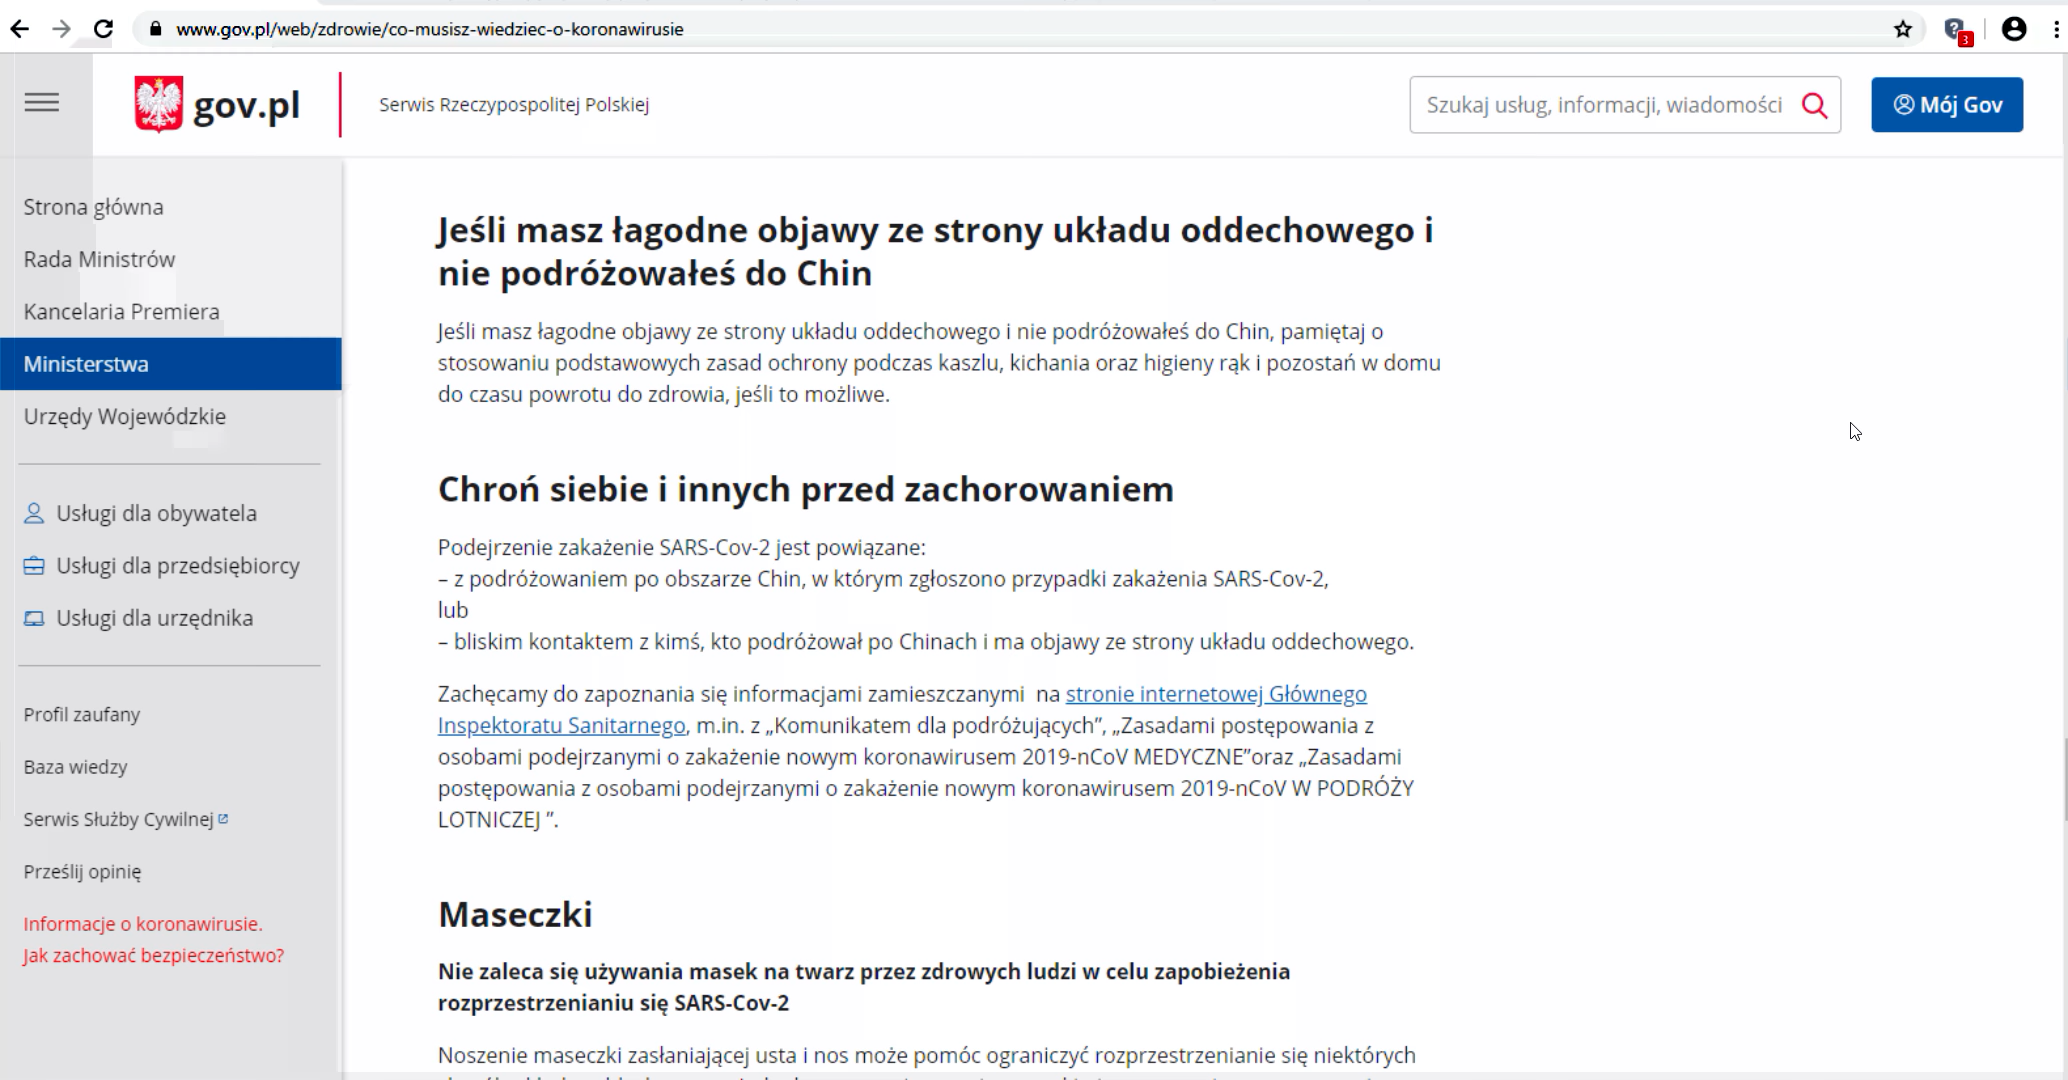 www.gov.pl/web/zdrowie/co-musisz-wiedziec-o-koronawirusie
3
gov.pl
Serwis Rzeczypospolitej Polskiej
Szukaj usług, informacji, wiadomości
Mój Gov
Strona główna
Rada Ministrów
Kancelaria Premiera
Ministerstwa
Urzędy Wojewódzkie
Usługi dla obywatela
Usługi dla przedsiębiorcy
Usługi dla urzędnika
Profil zaufany
Baza wiedzy
Serwis Służby Cywilnej
Prześlij opinię
Informacje o koronawirusie.
Jak zachować bezpieczeństwo?
Jeśli masz łagodne objawy ze strony układu oddechowego i
nie podróżowałeś do Chin
Jeśli masz łagodne objawy ze strony układu oddechowego i nie podróżowałeś do Chin, pamiętaj o
stosowaniu podstawowych zasad ochrony podczas kaszlu, kichania oraz higieny rąk i pozostań w domu
do czasu powrotu do zdrowia, jeśli to możliwe.
Chroń siebie i innych przed zachorowaniem
Podejrzenie zakażenie SARS-Cov-2 jest powiązane:
– z podróżowaniem po obszarze Chin, w którym zgłoszono przypadki zakażenia SARS-Cov-2,
lub
– bliskim kontaktem z kimś, kto podróżował po Chinach i ma objawy ze strony układu oddechowego.
Zachęcamy do zapoznania się informacjami zamieszczanymi  na stronie internetowej Głównego
Inspektoratu Sanitarnego, m.in. z „Komunikatem dla podróżujących”, „Zasadami postępowania z
osobami podejrzanymi o zakażenie nowym koronawirusem 2019-nCoV MEDYCZNE”oraz „Zasadami
postępowania z osobami podejrzanymi o zakażenie nowym koronawirusem 2019-nCoV W PODRÓŻY
LOTNICZEJ ”.
Maseczki
Nie zaleca się używania masek na twarz przez zdrowych ludzi w celu zapobieżenia
rozprzestrzenianiu się SARS-Cov-2
Noszenie maseczki zasłaniającej usta i nos może pomóc ograniczyć rozprzestrzenianie się niektórych